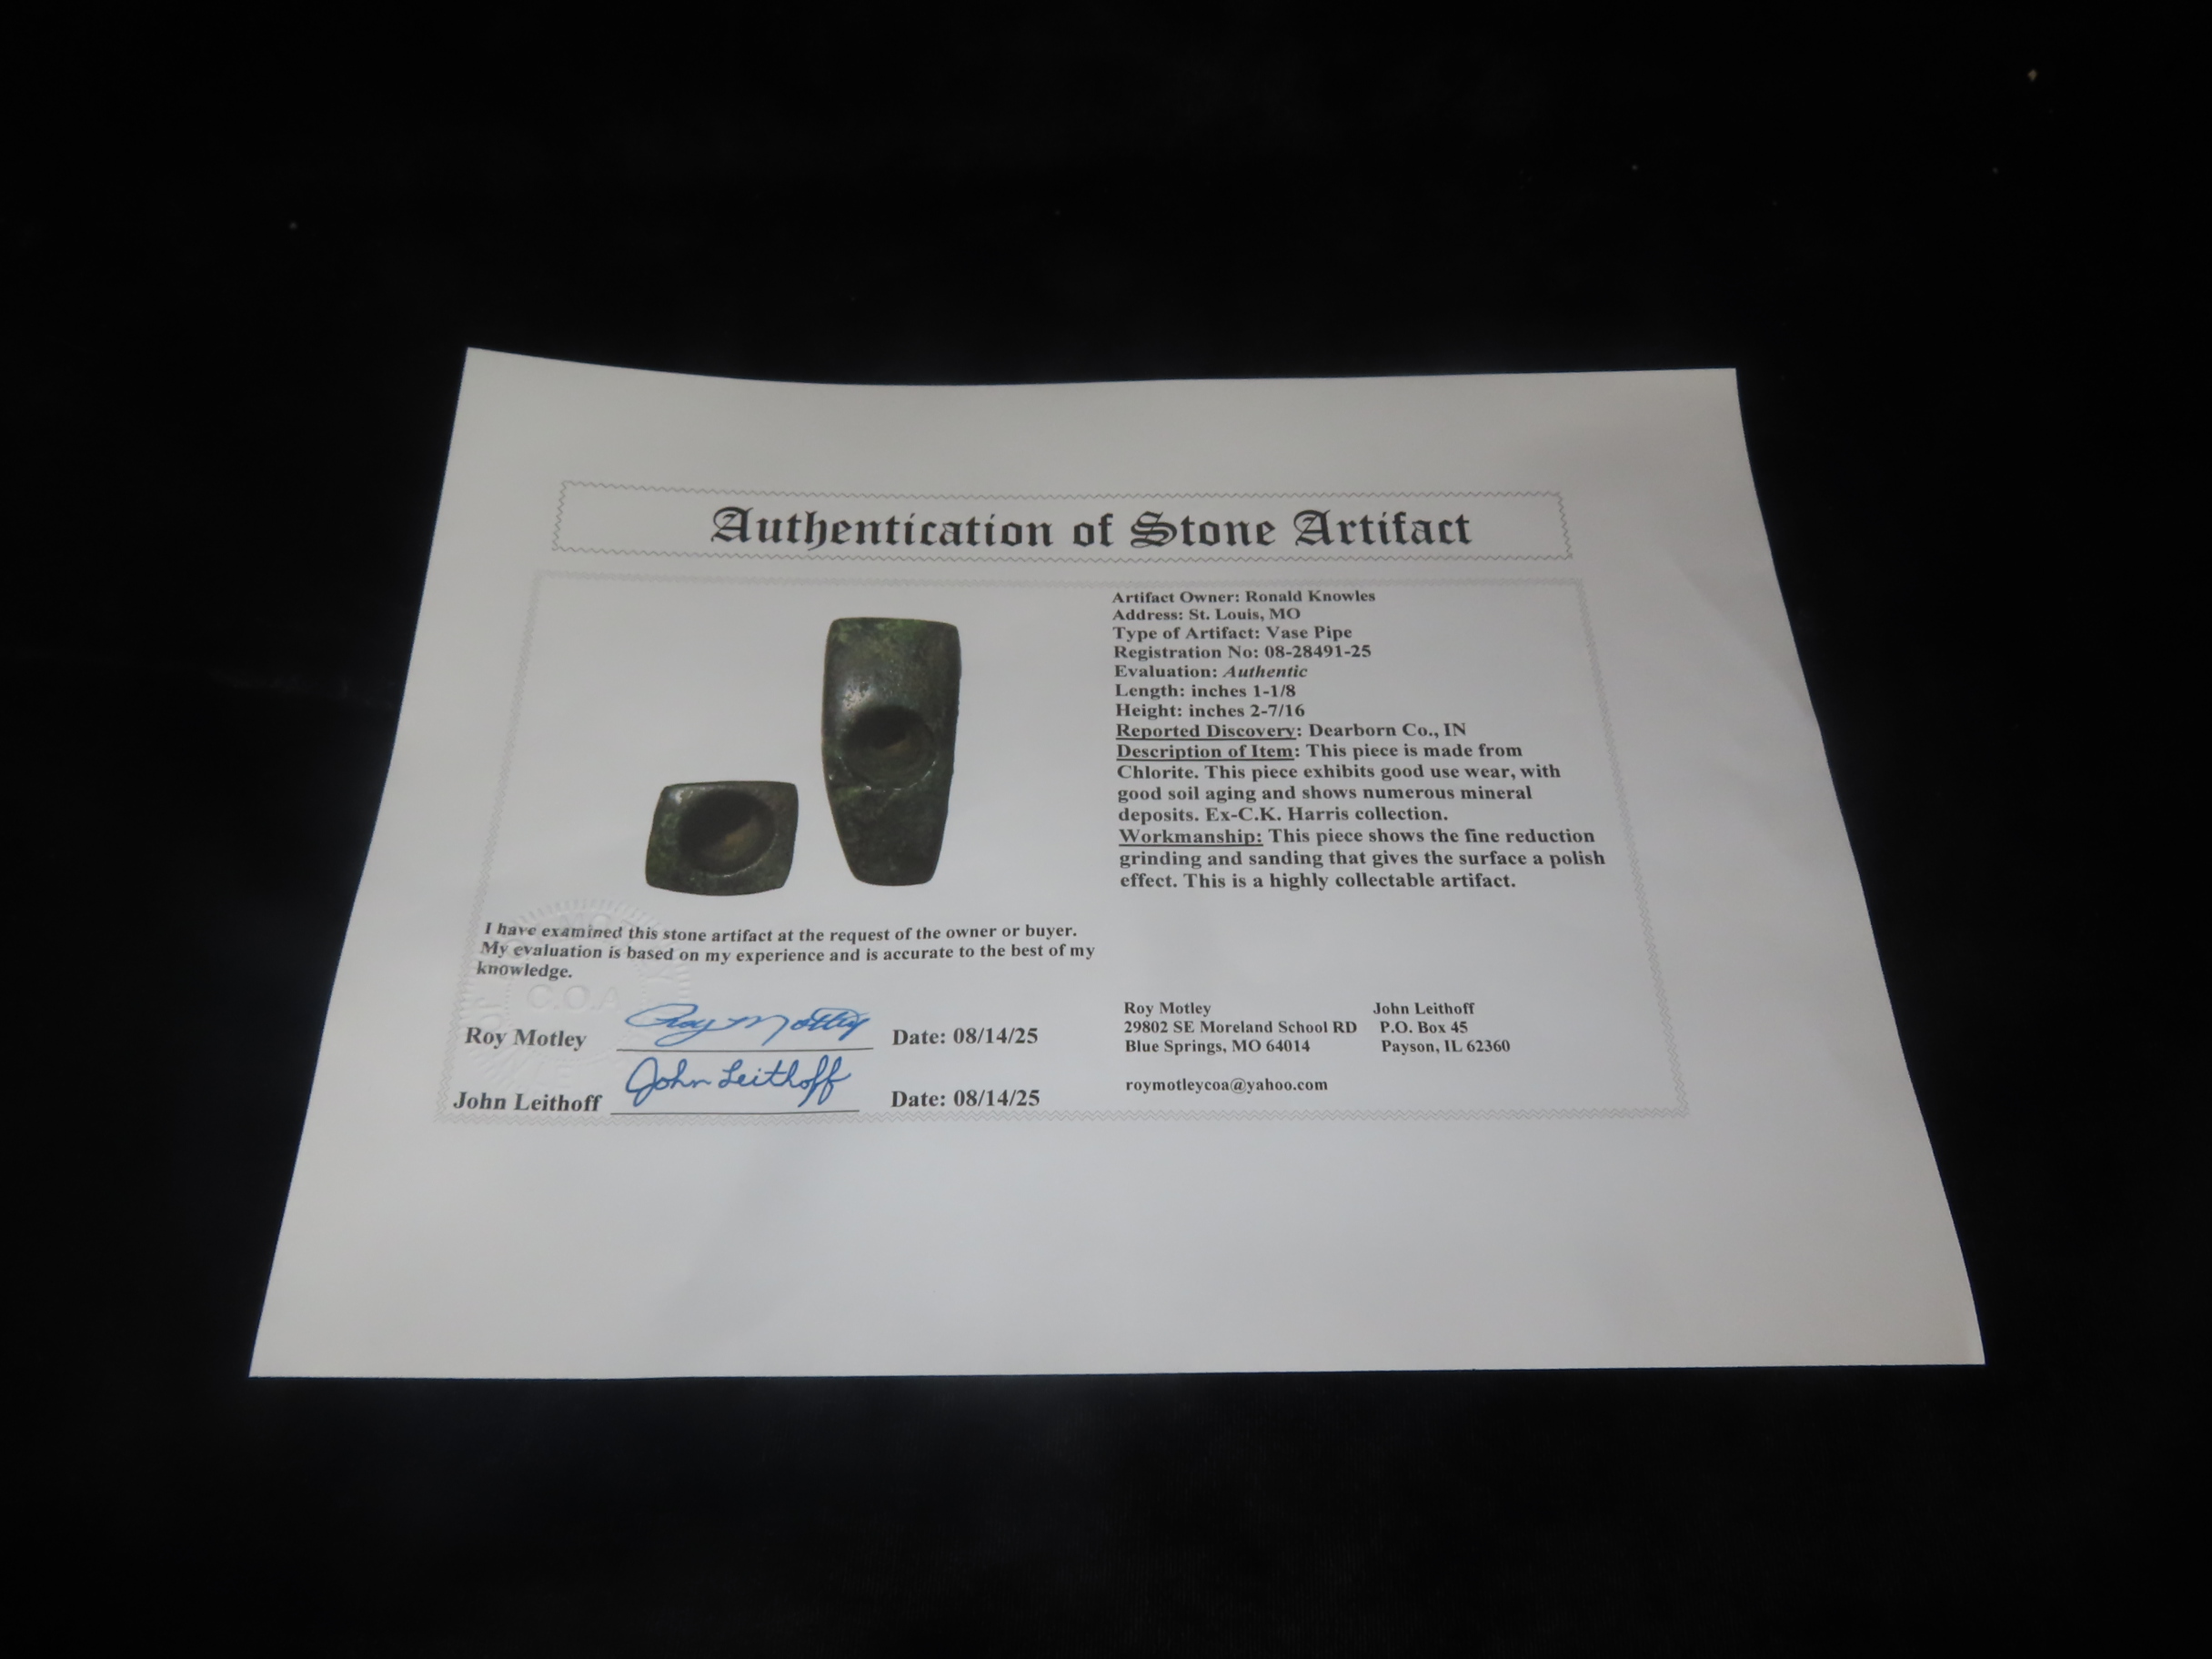 Authentication of Stone Artifact
Artifact Owner: Ronald Knowles
Address: St. Louis, MO
Type of Artifact: Vase Pipe
Registration No: 08-28491-25
Evaluation: Authentic
Length: inches 1-1/8
Height: inches 2-7/16
Reported Discovery: Dearborn Co., IN
Description of Item: This piece is made from
Chlorite. This piece exhibits good use wear, with
good soil aging and shows numerous mineral
deposits. Ex-C.K. Harris collection.
Workmanship: This piece shows the fine reduction
grinding and sanding that gives the surface a polish
effect. This is a highly collectable artifact.
I have examined this stone artifact at the request of the owner or buyer.
My evaluation is based on my experience and is accurate to the best of my
knowledge.
C.O.A
Roy Motley Roy Motley Date: 08/14/25
John Leithoff John Leithoff Date: 08/14/25
Roy Motley
29802 SE Moreland School RD
Blue Springs, MO 64014
roymotleycoa@yahoo.com
John Leithoff
P.O. Box 45
Payson, IL 62360